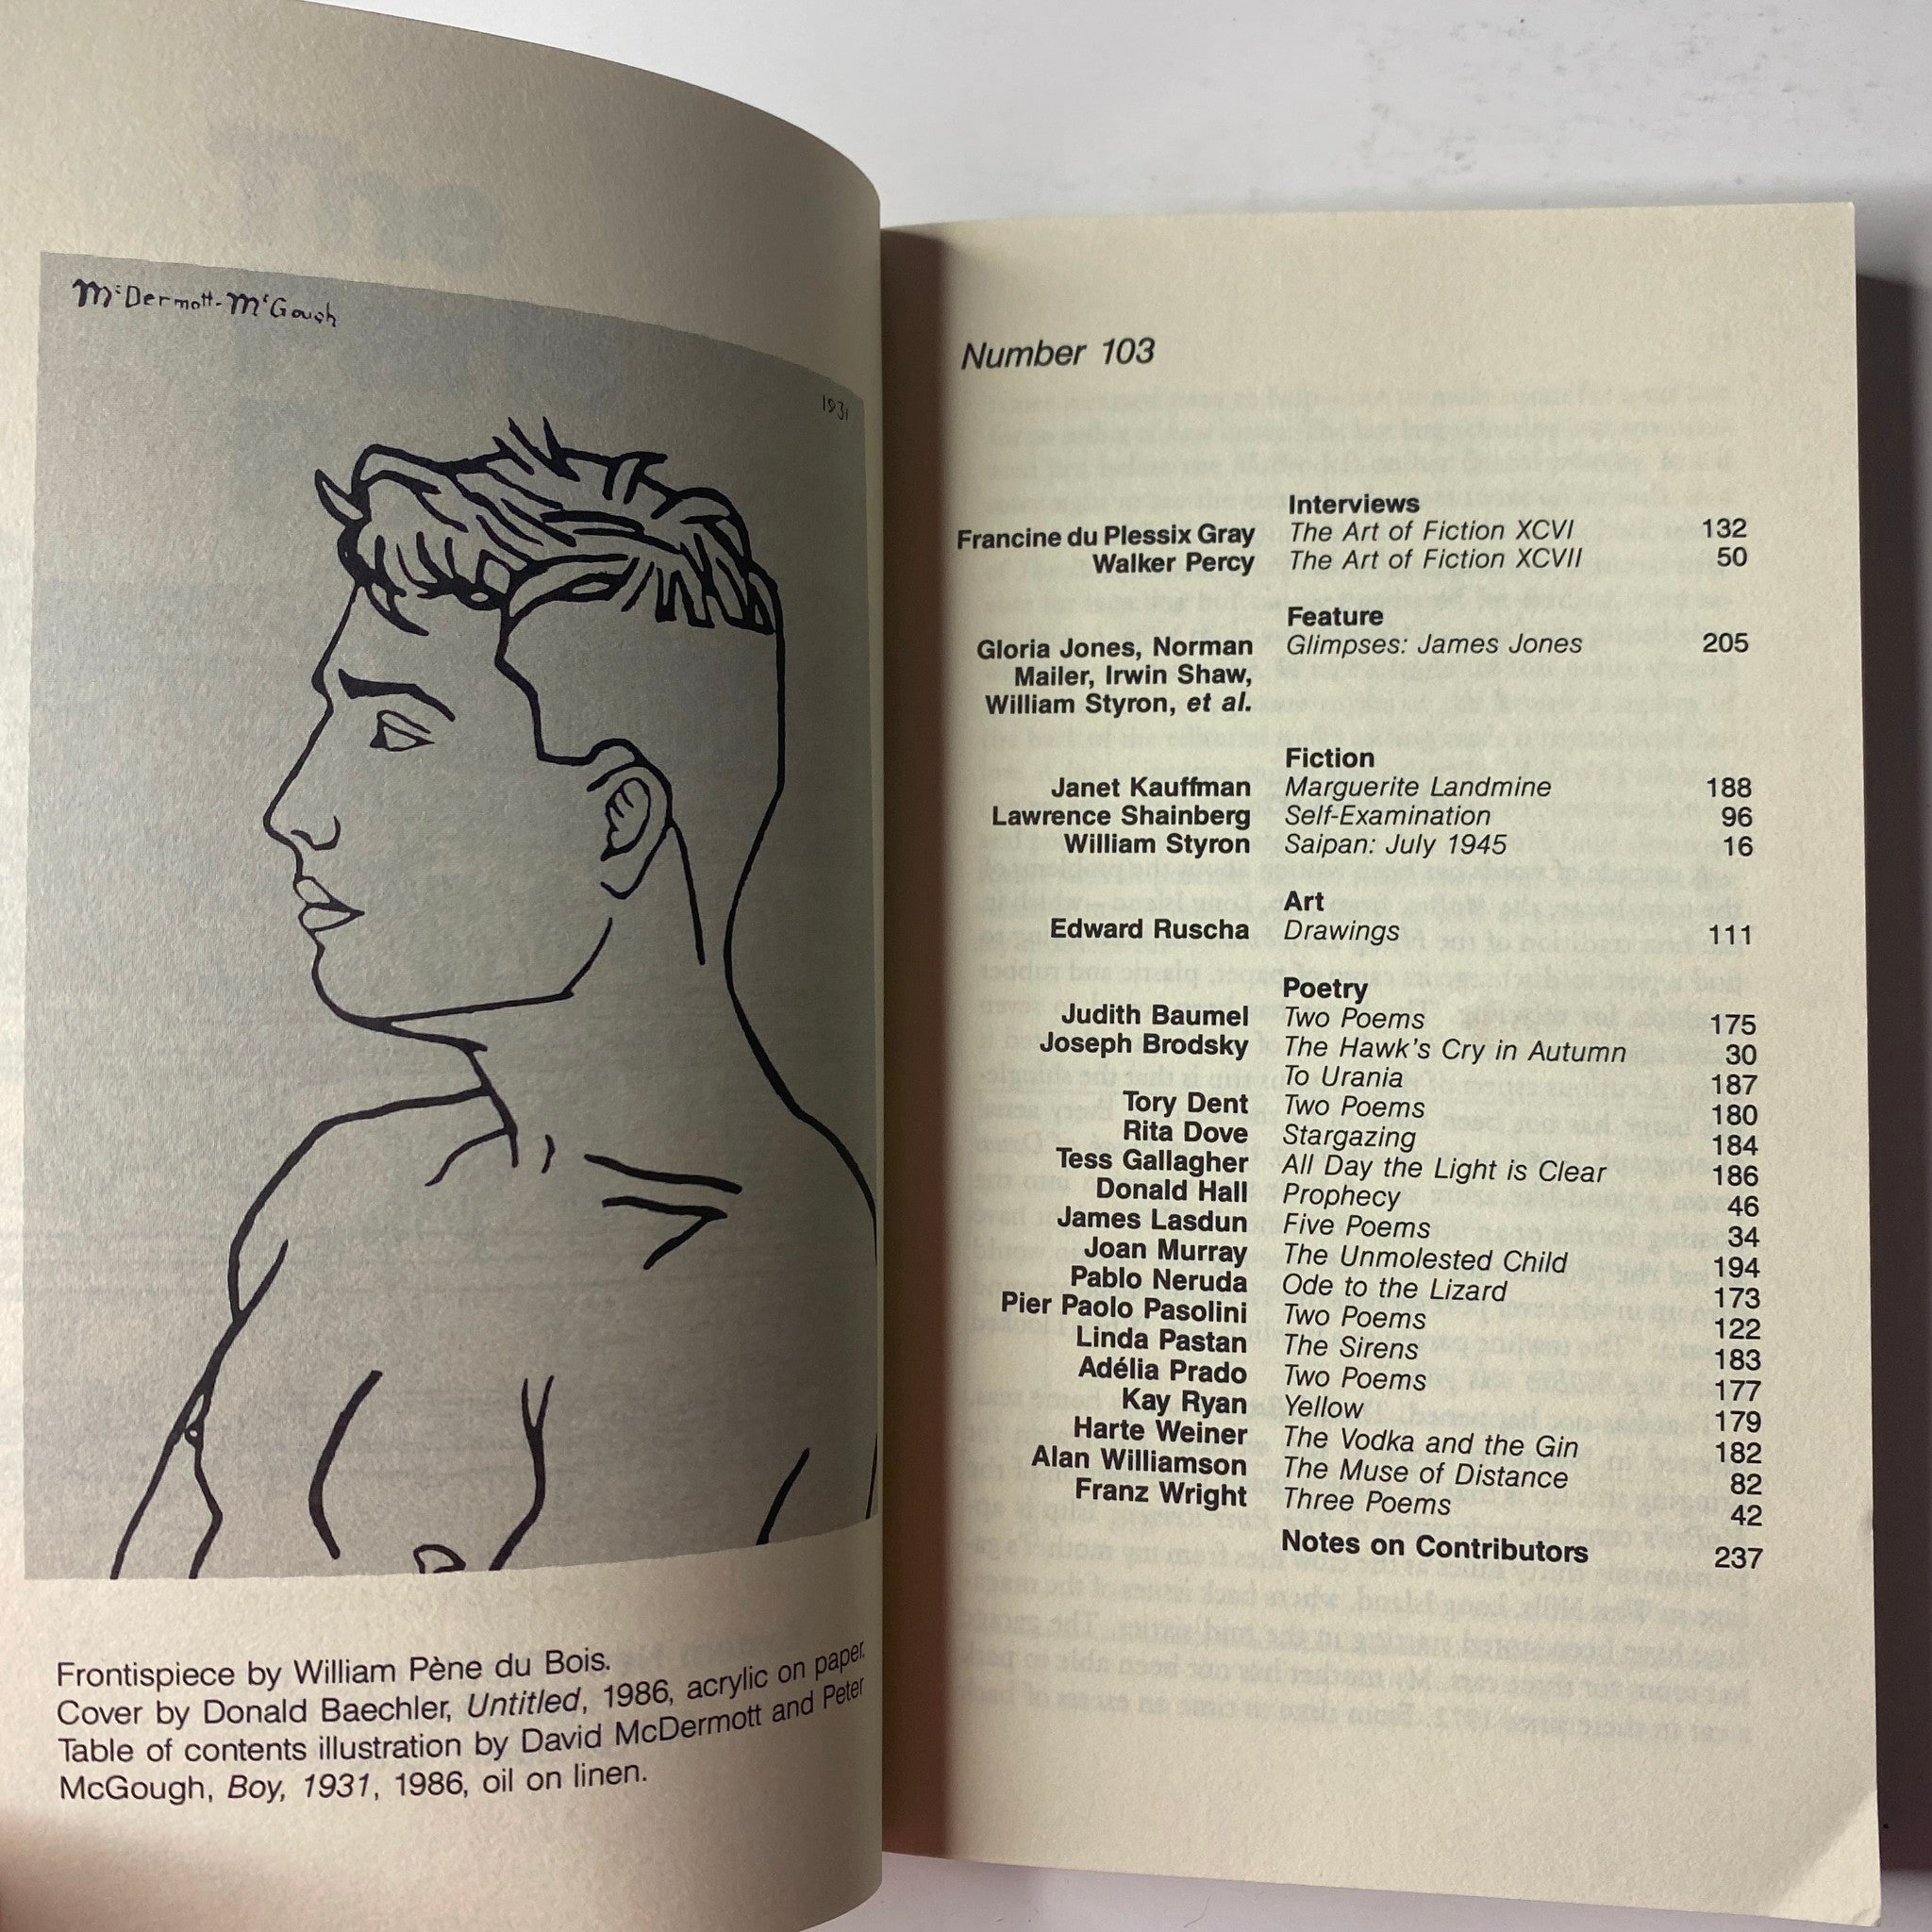 McDermott-McGough
1931
Frontispiece by William Pène du Bois.
Cover by Donald Baechler, Untitled, 1986, acrylic on paper.
Table of contents illustration by David McDermott and Peter
McGough, Boy, 1931, 1986, oil on linen.
Number 103
Interviews
Francine du Plessix Gray The Art of Fiction XCVI 132
Walker Percy The Art of Fiction XCVII 50
Feature
Gloria Jones, Norman Glimpses: James Jones 205
Mailer, Irwin Shaw,
William Styron, et al.
Fiction
Janet Kauffman Marguerite Landmine 188
Lawrence Shainberg Self-Examination 96
William Styron Saipan: July 1945 16
Art
Edward Ruscha Drawings 111
Poetry
Judith Baumel Two Poems 175
Joseph Brodsky The Hawk's Cry in Autumn 30
To Urania 187
Tory Dent Two Poems 180
Rita Dove Stargazing 184
Tess Gallagher All Day the Light is Clear 186
Donald Hall Prophecy 46
James Lasdun Five Poems 34
Joan Murray The Unmolested Child 194
Pablo Neruda Ode to the Lizard 173
Pier Paolo Pasolini Two Poems 122
Linda Pastan The Sirens 183
Adélia Prado Two Poems 177
Kay Ryan Yellow 179
Harte Weiner The Vodka and the Gin 182
Alan Williamson The Muse of Distance 82
Franz Wright Three Poems 42
Notes on Contributors 237